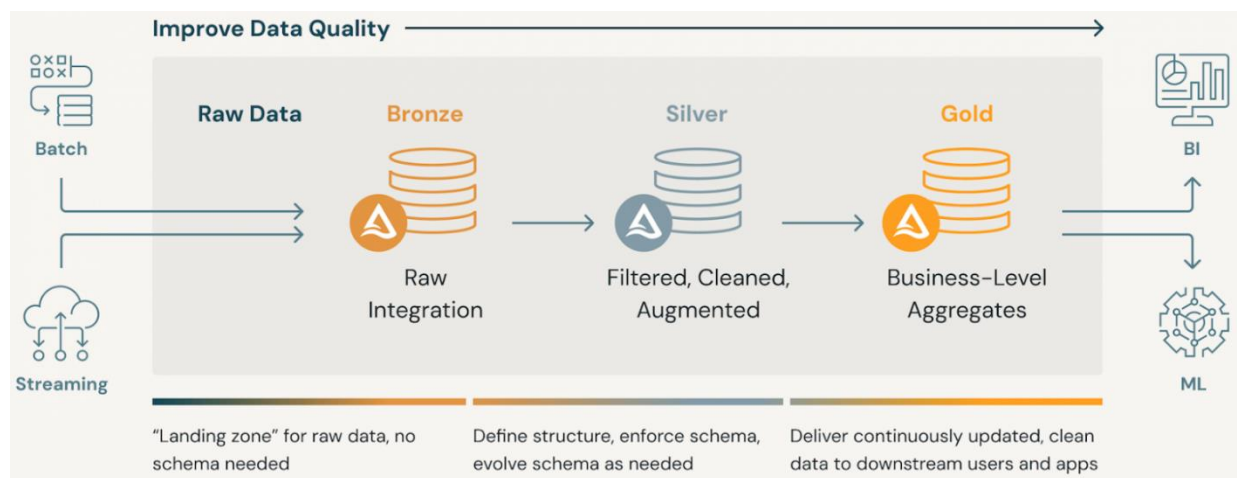 Improve Data Quality
Batch
Streaming
Raw Data
Bronze
Raw
Integration
Silver
Filtered, Cleaned,
Augmented
Gold
Business-Level
Aggregates
BI
ML
“Landing zone” for raw data, no
schema needed
Define structure, enforce schema,
evolve schema as needed
Deliver continuously updated, clean
data to downstream users and apps